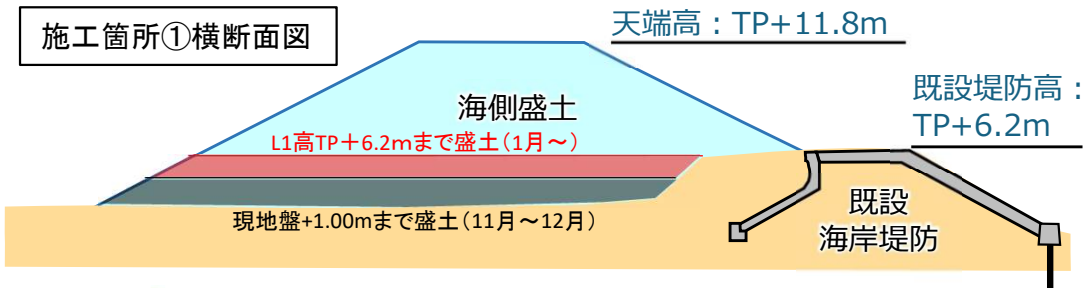 施工箇所①横断面図
天端高：TP+11.8m
既設堤防高：
TP+6.2m
海側盛土
L1高TP＋6.2mまで盛土（1月～）
現地盤+1.00mまで盛土（11月～12月）
既設
海岸堤防